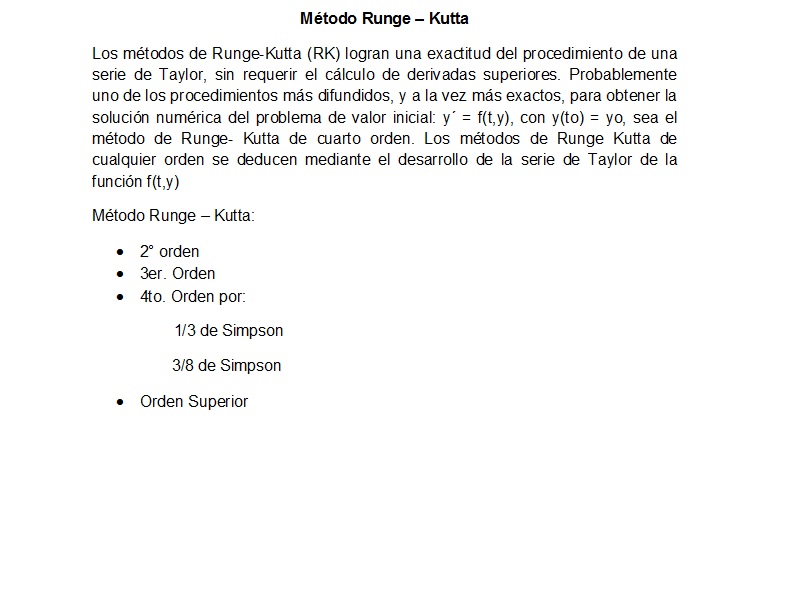 Método Runge – Kutta
Los métodos de Runge-Kutta (RK) logran una exactitud del procedimiento de una
serie de Taylor, sin requerir el cálculo de derivadas superiores. Probablemente
uno de los procedimientos más difundidos, y a la vez más exactos, para obtener la
solución numérica del problema de valor inicial: y´ = f(t,y), con y(to) = yo, sea el
método de Runge- Kutta de cuarto orden. Los métodos de Runge Kutta de
cualquier orden se deducen mediante el desarrollo de la serie de Taylor de la
función f(t,y)
Método Runge – Kutta:
• 2° orden
• 3er. Orden
• 4to. Orden por:
1/3 de Simpson
3/8 de Simpson
• Orden Superior